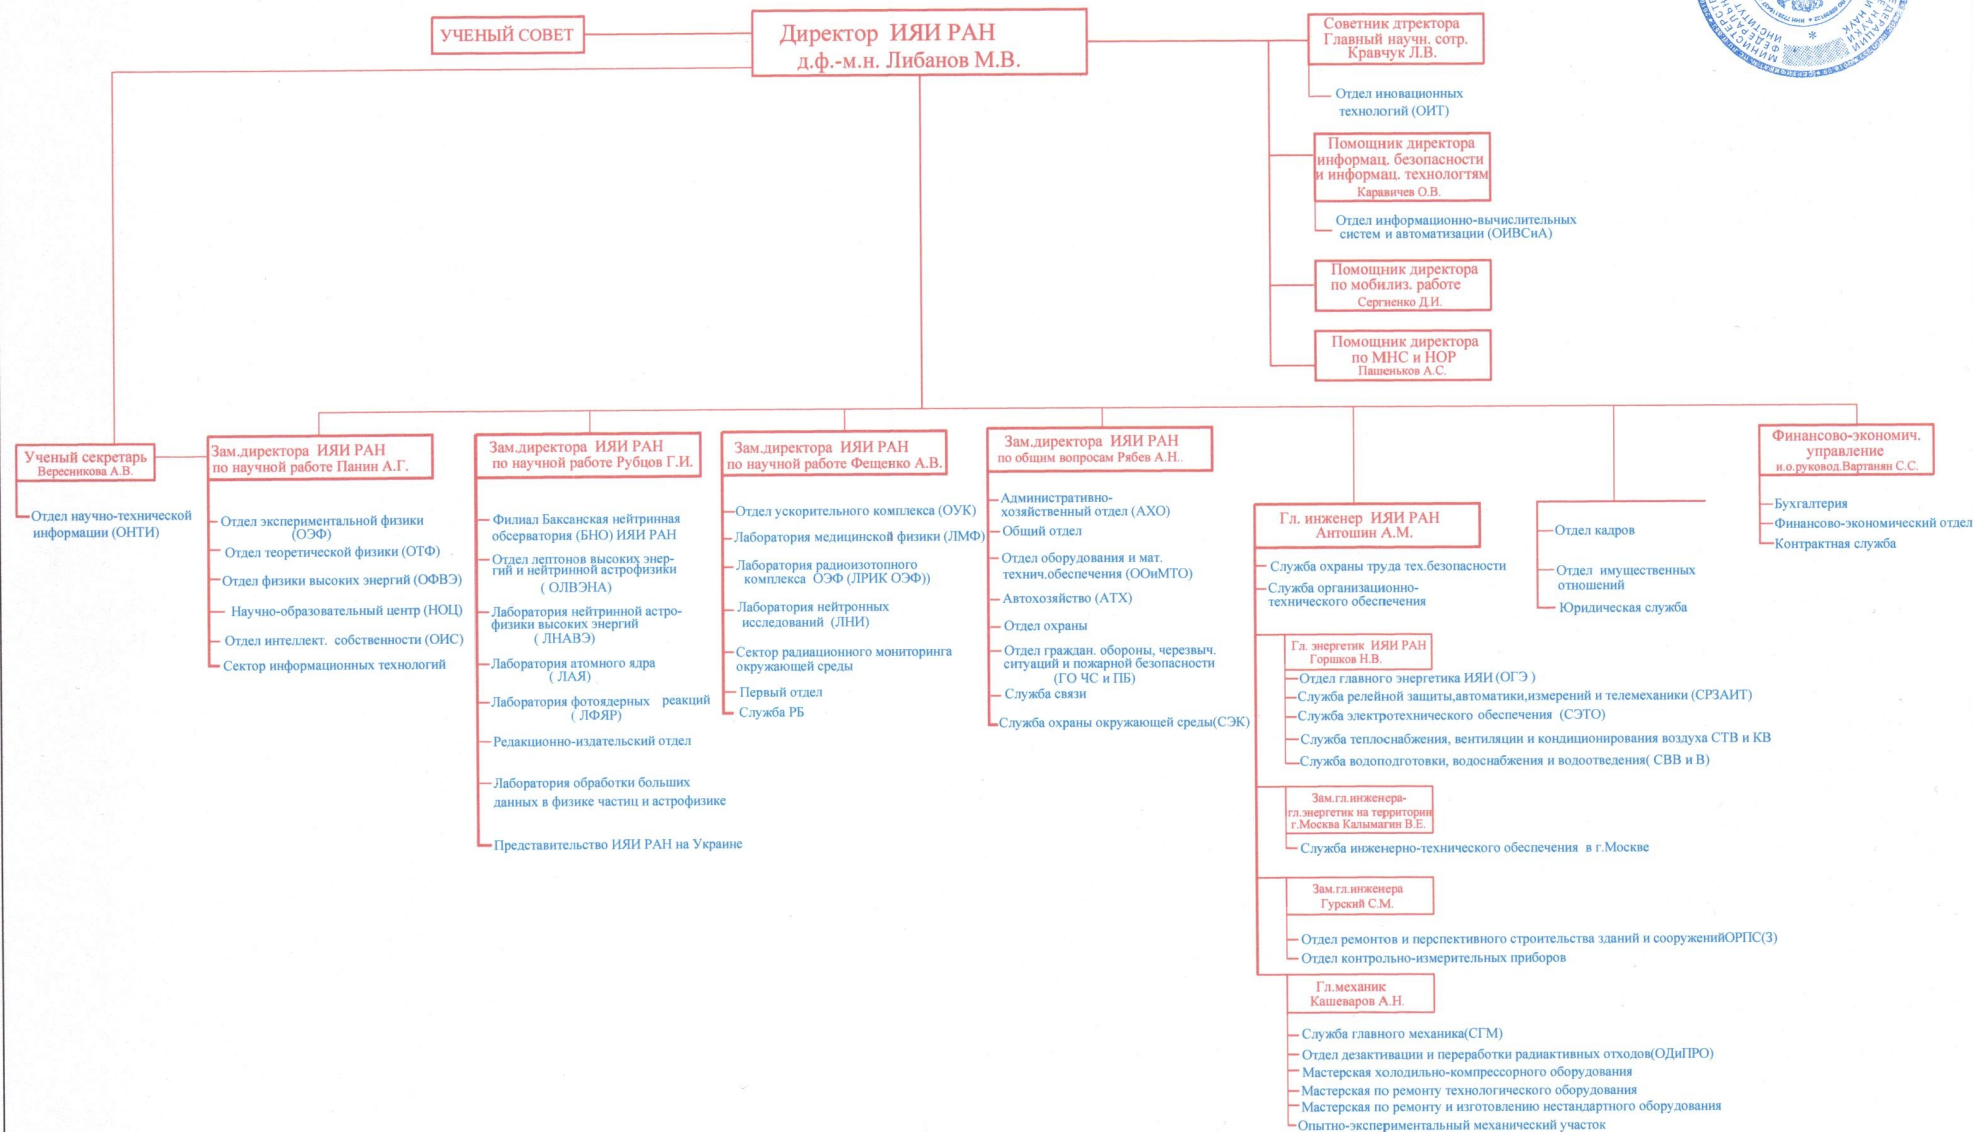 УЧЕНЫЙ СОВЕТ
Директор ИЯИ РАН
д.ф.-м.н. Либанов М.В.
Советник дтректора
Главный научн. сотр.
Кравчук Л.В.
Отдел иновационных
технологий (ОИТ)
Помощник директора
информац. безопасности
и информац. технологтям
Каравичев О.В.
Отдел информационно-вычислительных
систем и автоматизации (ОИВСиА)
Помощник директора
по мобилиз. работе
Сергиенко Д.И.
Помощник директора
по МНС и НОР
Пашеньков А.С.
Ученый секретарь
Вересникова А.В.
Отдел научно-технической
информации (ОНТИ)
Зам.директора ИЯИ РАН
по научной работе Панин А.Г.
Отдел экспериментальной физики
(ОЭФ)
Отдел теоретической физики (ОТФ)
Отдел физики высоких энергий (ОФВЭ)
Научно-образовательный центр (НОЦ)
Отдел интеллект. собственности (ОИС)
Сектор информационных технологий
Зам.директора ИЯИ РАН
по научной работе Рубцов Г.И.
Филиал Баксанская нейтринная
обсерватория (БНО) ИЯИ РАН
Отдел лептонов высоких энер-
гий и нейтринной астрофизики
( ОЛВЭНА)
Лаборатория нейтринной астро-
физики высоких энергий
( ЛНАВЭ)
Лаборатория атомного ядра
( ЛАЯ)
Лаборатория фотоядерных реакций
( ЛФЯР)
Редакционно-издательский отдел
Лаборатория обработки больших
данных в физике частиц и астрофизике
Представительство ИЯИ РАН на Украине
Зам.директора ИЯИ РАН
по научной работе Фещенко А.В.
Отдел ускорительного комплекса (ОУК)
Лаборатория медицинской физики (ЛМФ)
Лаборатория радиоизотопного
комплекса ОЭФ (ЛРИК ОЭФ))
Лаборатория нейтронных
исследований (ЛНИ)
Сектор радиационного мониторинга
окружающей среды
Первый отдел
Служба РБ
Зам.директора ИЯИ РАН
по общим вопросам Рябев А.Н..
Административно-
хозяйственный отдел (АХО)
Общий отдел
Отдел оборудования и мат.
технич.обеспечения (ООиМТО)
Автохозяйство (АТХ)
Отдел охраны
Отдел граждан. обороны, черезвыч.
ситуаций и пожарной безопасности
(ГО ЧС и ПБ)
Служба связи
Служба охраны окружающей среды(СЭК)
Гл. инженер ИЯИ РАН
Антошин А.М.
Служба охраны труда тех.безопасности
Служба организационно-
технического обеспечения
Гл. энергетик ИЯИ РАН
Горшков Н.В.
Отдел главного энергетика ИЯИ (ОГЭ )
Служба релейной защиты,автоматики,измерений и телемеханики (СРЗАИТ)
Служба электротехнического обеспечения (СЭТО)
Служба теплоснабжения, вентиляции и кондиционирования воздуха СТВ и КВ
Служба водоподготовки, водоснабжения и водоотведения( СВВ и В)
Зам.гл.инженера-
гл.энергетик на территории
г.Москва Калымагин В.Е.
Служба инженерно-технического обеспечения в г.Москве
Зам.гл.инженера
Гурский С.М.
Отдел ремонтов и перспективного строительства зданий и сооруженийОРПС(З)
Отдел контрольно-измерительных приборов
Гл.механик
Кашеваров А.Н.
Служба главного механика(СГМ)
Отдел дезактивации и переработки радиактивных отходов(ОДиПРО)
Мастерская холодильно-компрессорного оборудования
Мастерская по ремонту технологического оборудования
Мастерская по ремонту и изготовлению нестандартного оборудования
Опытно-экспериментальный механический участок
Отдел кадров
Отдел имущественных
отношений
Юридическая служба
Финансово-экономич.
управление
и.о.руковод.Вартанян С.С.
Бухгалтерия
Финансово-экономический отдел
Контрактная служба